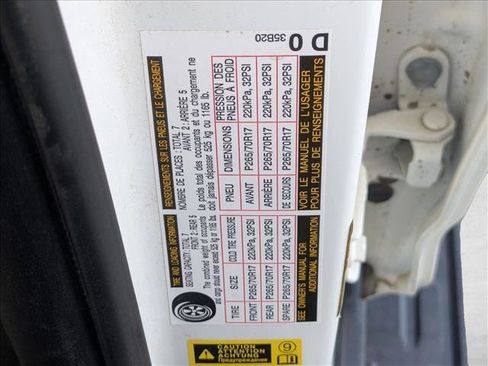 TIRE AND LOADING INFORMATION
SEATING CAPACITY: TOTAL 7
FRONT 2: REAR 5
The combined weight of occupants
and cargo should never exceed 525 kg or 1165 lb.
TIRE SIZE COLD TIRE PRESSURE
FRONT P265/70R17 220kPa, 32PSI
REAR P265/70R17 220kPa, 32PSI
SPARE P265/70R17 220kPa, 32PSI
SEE OWNER'S MANUAL FOR
ADDITIONAL INFORMATION
RENSEIGNEMENTS SUR LES PNEUS ET LE CHARGEMENT
NOMBRE DE PLACES: TOTAL 7
AVANT 2: ARRIÈRE 5
Le poids total des occupants et du chargement ne
doit jamais dépasser 525 kg ou 1165 lb.
PNEU DIMENSIONS PRESSION DES
PNEUS À FROID
AVANT P265/70R17 220kPa, 32PSI
ARRIÈRE P265/70R17 220kPa, 32PSI
DE SECOURS P265/70R17 220kPa, 32PSI
VOIR LE MANUEL DE L'USAGER
POUR PLUS DE RENSEIGNEMENTS
D 0
35B20
CAUTION
ATTENTION
ACHTUNG
Предупреждение